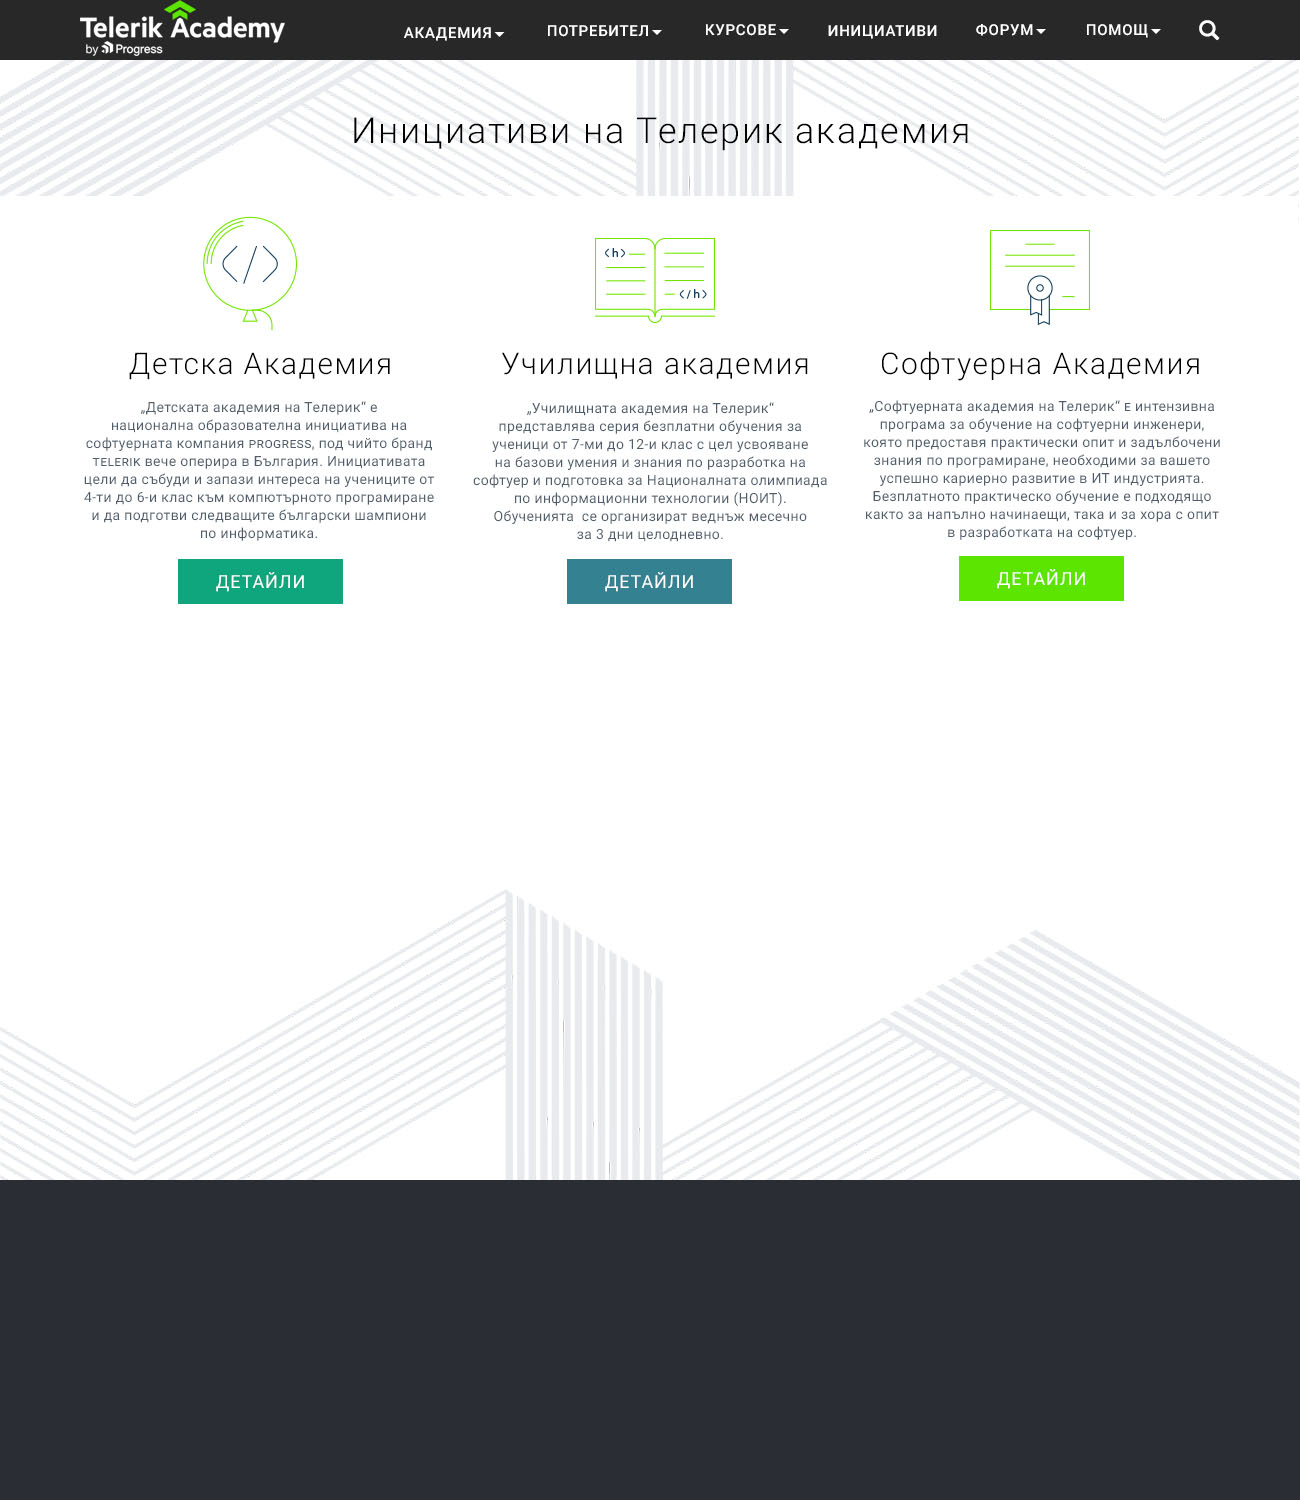 Telerik Academy
by Progress
АКАДЕМИЯ ПОТРЕБИТЕЛ КУРСОВЕ ИНИЦИАТИВИ ФОРУМ ПОМОЩ
Инициативи на Телерик академия
<h>
</h>
</>
Детска Академия
„Детската академия на Телерик“ е
национална образователна инициатива на
софтуерната компания PROGRESS, под чийто бранд
TELERIK вече оперира в България. Инициативата
цели да събуди и запази интереса на учениците от
4-ти до 6-и клас към компютърното програмиране
и да подготви следващите български шампиони
по информатика.
ДЕТАЙЛИ
Училищна академия
„Училищната академия на Телерик“
представлява серия безплатни обучения за
ученици от 7-ми до 12-и клас с цел усвояване
на базови умения и знания по разработка на
софтуер и подготовка за Националната олимпиада
по информационни технологии (НОИТ).
Обученията се организират веднъж месечно
за 3 дни целодневно.
ДЕТАЙЛИ
Софтуерна Академия
„Софтуерната академия на Телерик“ Е интензивна
програма за обучение на софтуерни инженери,
която предоставя практически опит и задълбочени
знания по програмиране, необходими за вашето
успешно кариерно развитие в ИТ индустрията.
Безплатното практическо обучение е подходящо
както за напълно начинаещи, така и за хора с опит
в разработката на софтуер.
ДЕТАЙЛИ